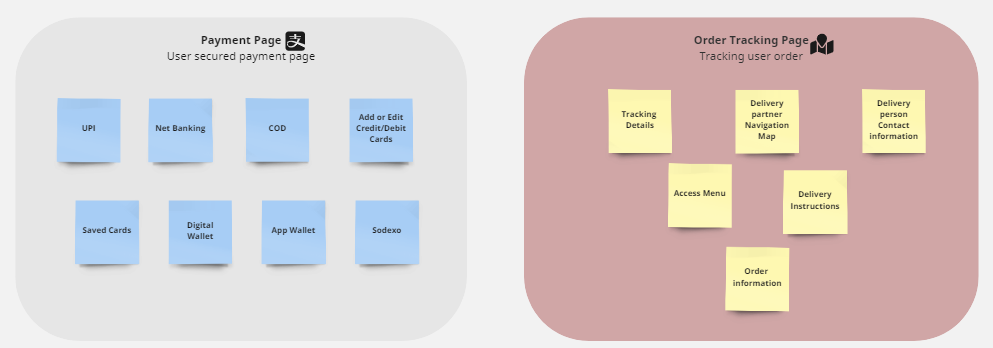 Payment Page
User secured payment page
UPI
Net Banking
COD
Add or Edit
Credit/Debit
Cards
Saved Cards
Digital
Wallet
App Wallet
Sodexo
Order Tracking Page
Tracking user order
Tracking
Details
Delivery
partner
Navigation
Map
Delivery
person
Contact
information
Access Menu
Delivery
Instructions
Order
information